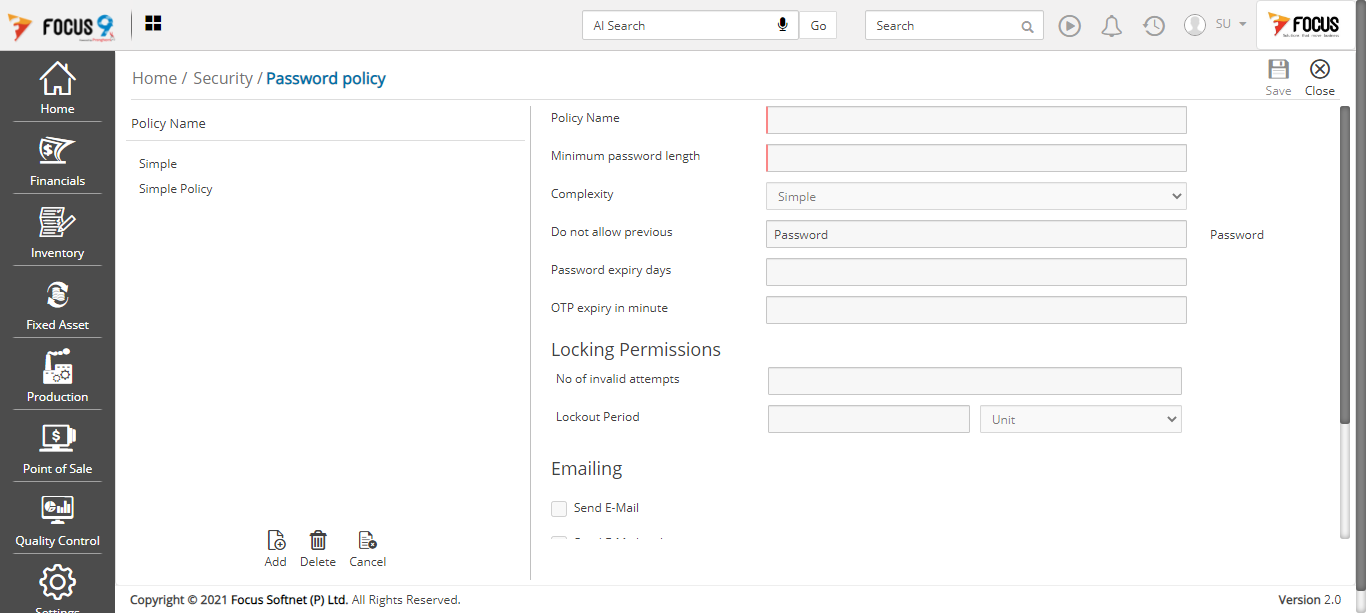 FOCUS 9
AI Search
Go
Search
SU
FOCUS
Home / Security / Password policy
Save
Close
Home
Financials
Inventory
Fixed Asset
Production
Point of Sale
Quality Control
Settings
Policy Name
Simple
Simple Policy
Add
Delete
Cancel
Policy Name
Minimum password length
Complexity
Simple
Do not allow previous
Password
Password
Password expiry days
OTP expiry in minute
Locking Permissions
No of invalid attempts
Lockout Period
Unit
Emailing
Send E-Mail
Copyright © 2021 Focus Softnet (P) Ltd. All Rights Reserved.
Version 2.0